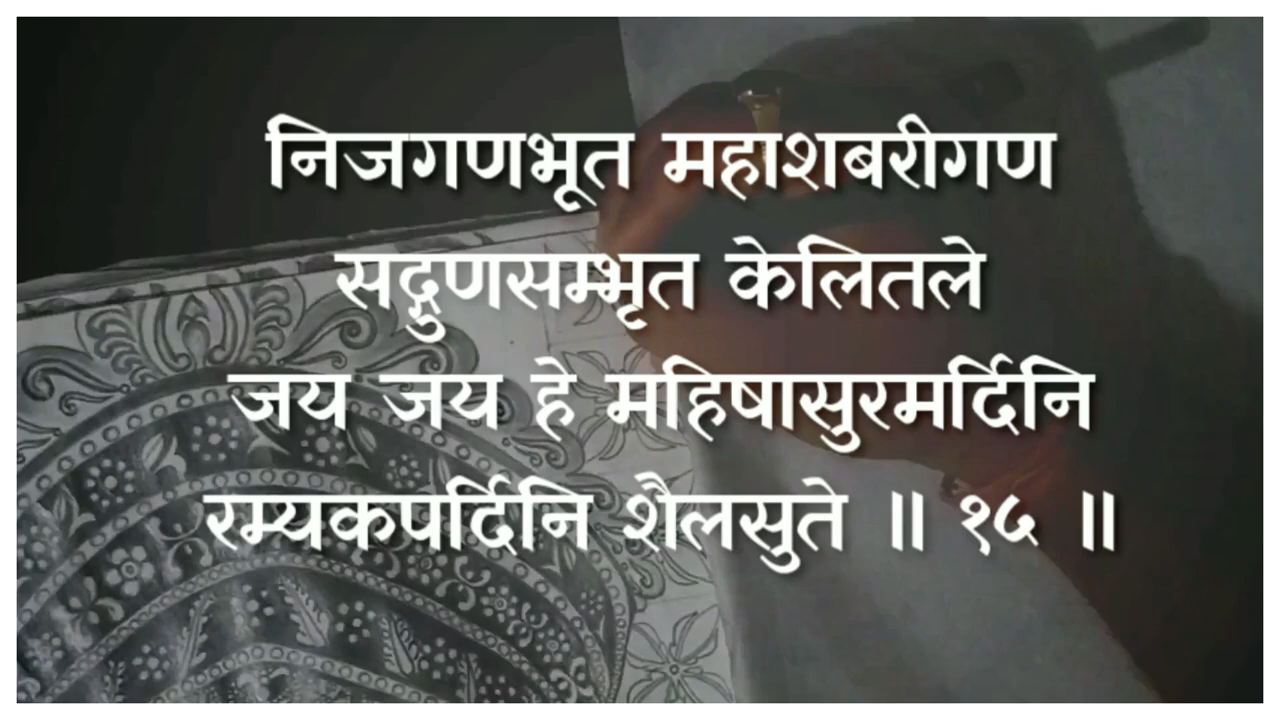 निजगणभूत महाशबरीगण
सद्गुणसम्भृत केलितले
जय जय हे महिषासुरमर्दिनि
रम्यकपर्दिनि शैलसुते ॥ १५ ॥